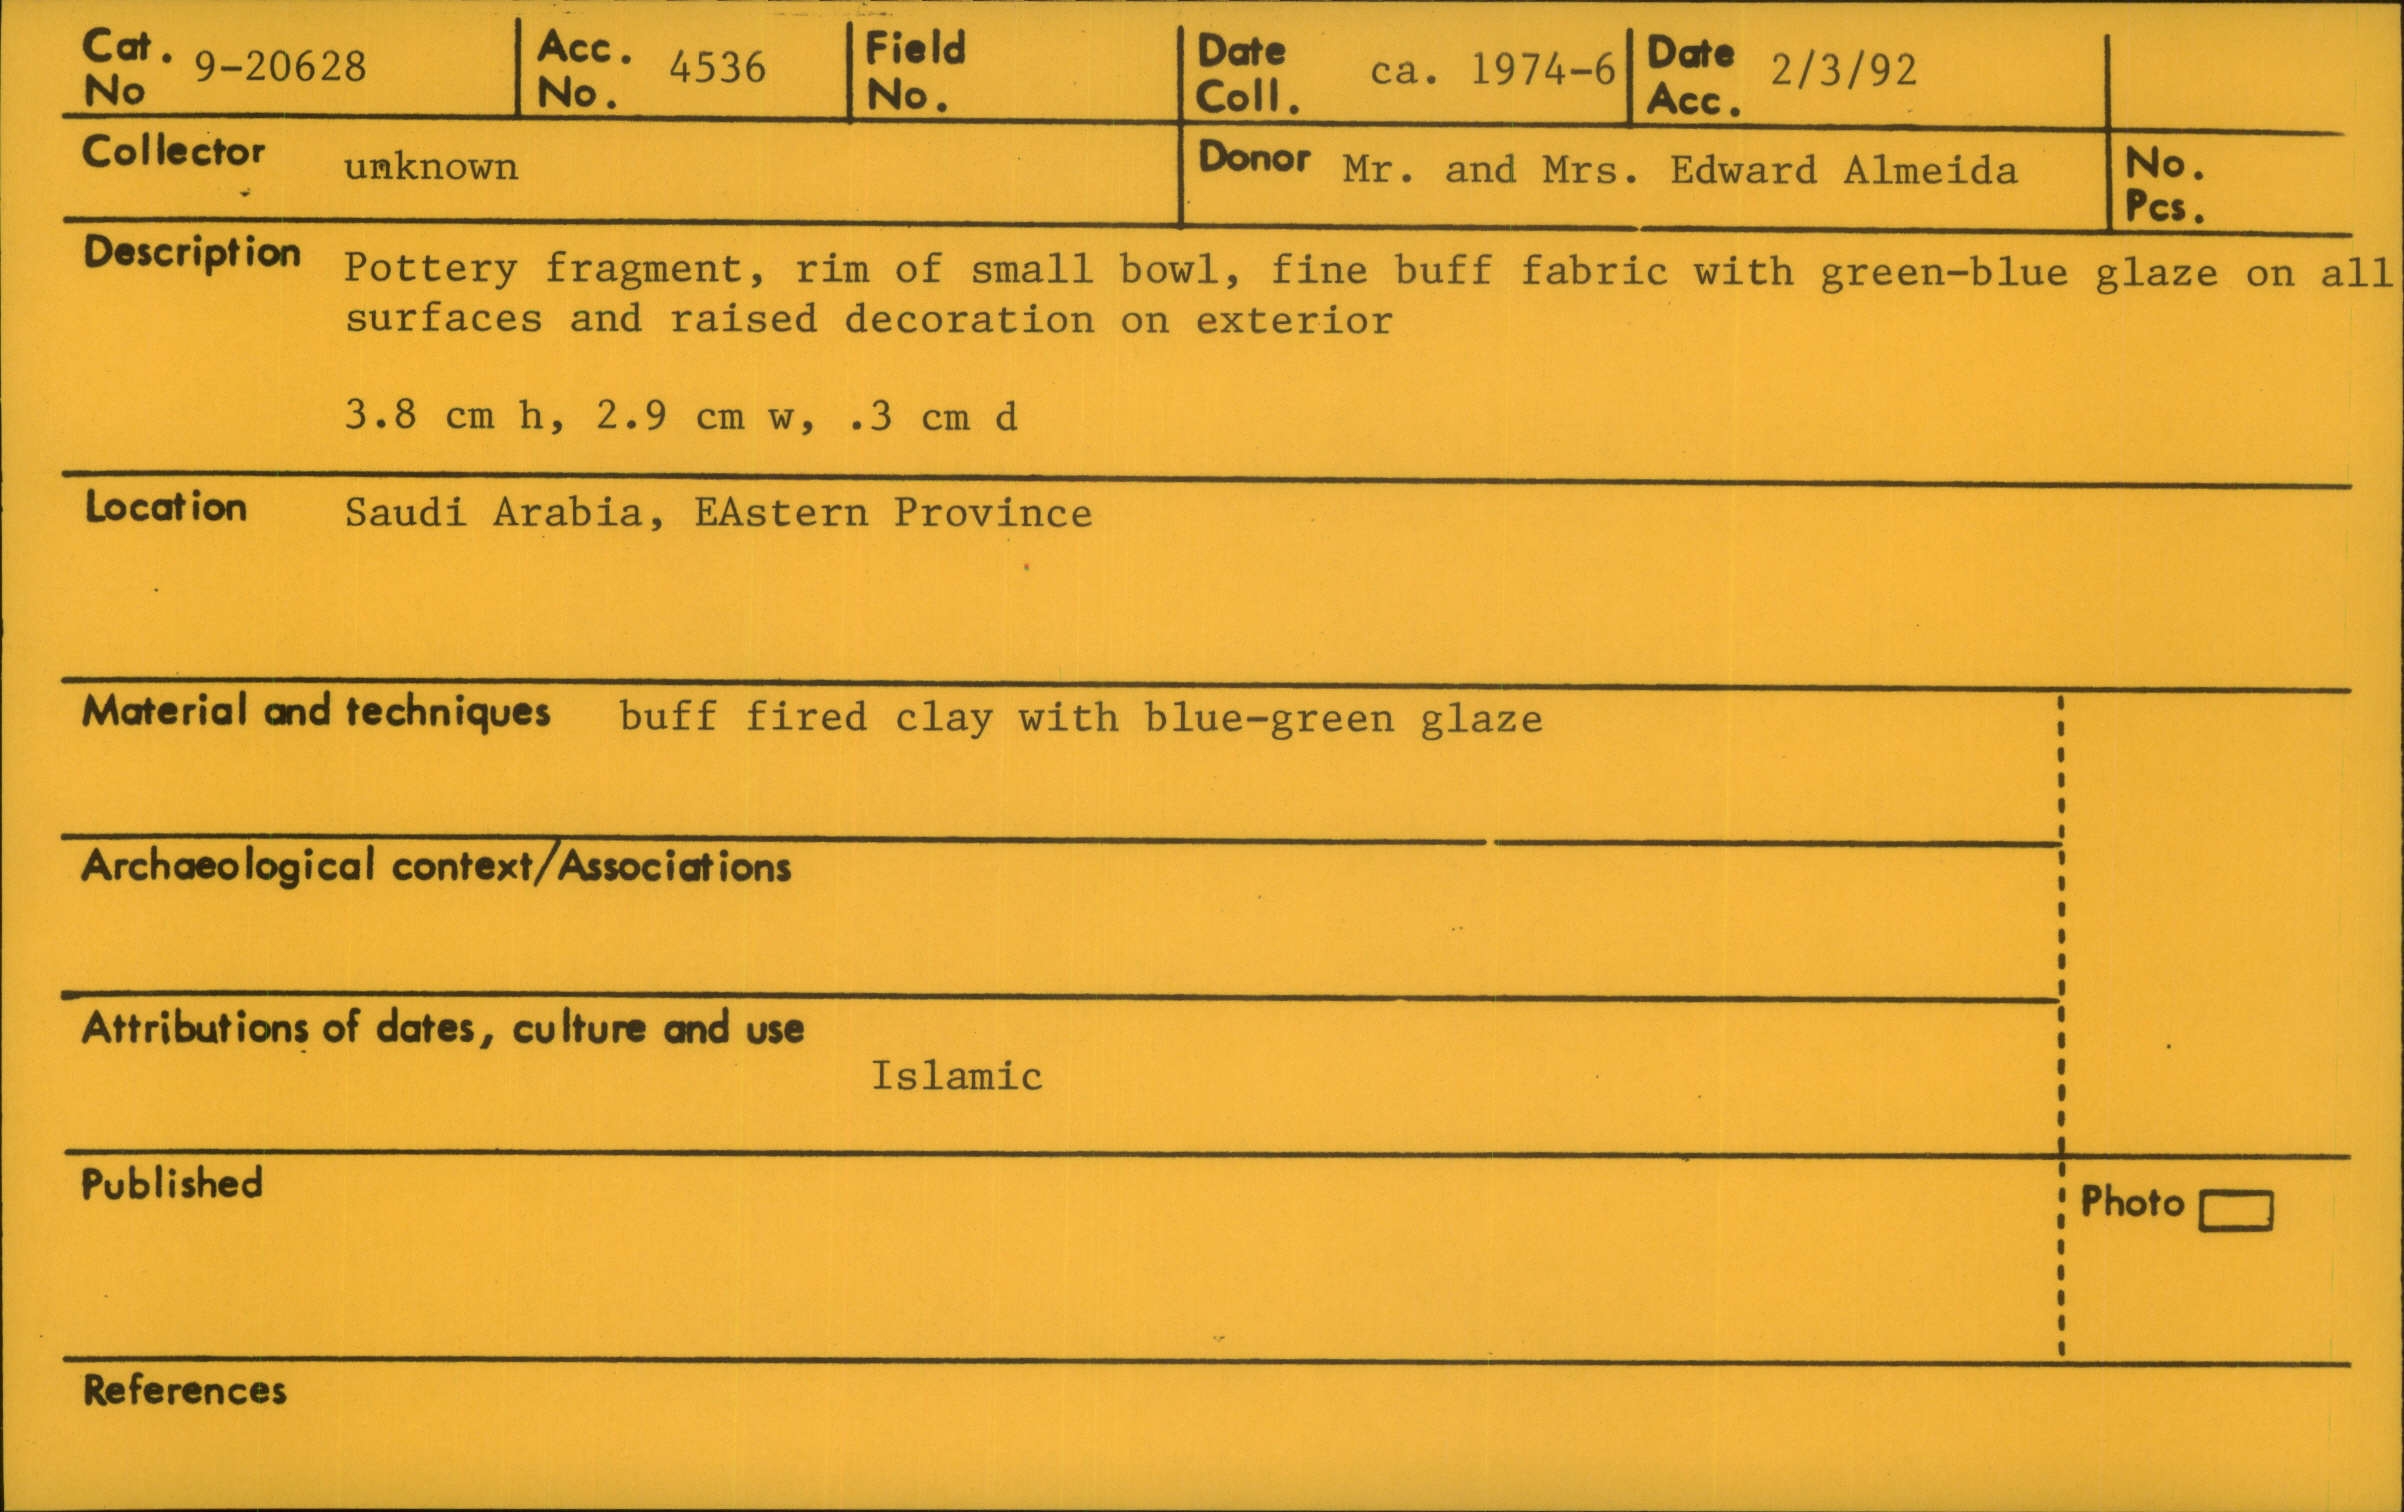 Cat. No 9-20628 Acc. No. 4536 Field No. Date Coll. ca. 1974-6 Date Acc. 2/3/92
Collector unknown Donor Mr. and Mrs. Edward Almeida No. Pcs.
Description Pottery fragment, rim of small bowl, fine buff fabric with green-blue glaze on all
surfaces and raised decoration on exterior
3.8 cm h, 2.9 cm w, .3 cm d
Location Saudi Arabia, EAstern Province
Material and techniques buff fired clay with blue-green glaze
Archaeological context/Associations
Attributions of dates, culture and use
Islamic
Published
Photo
References